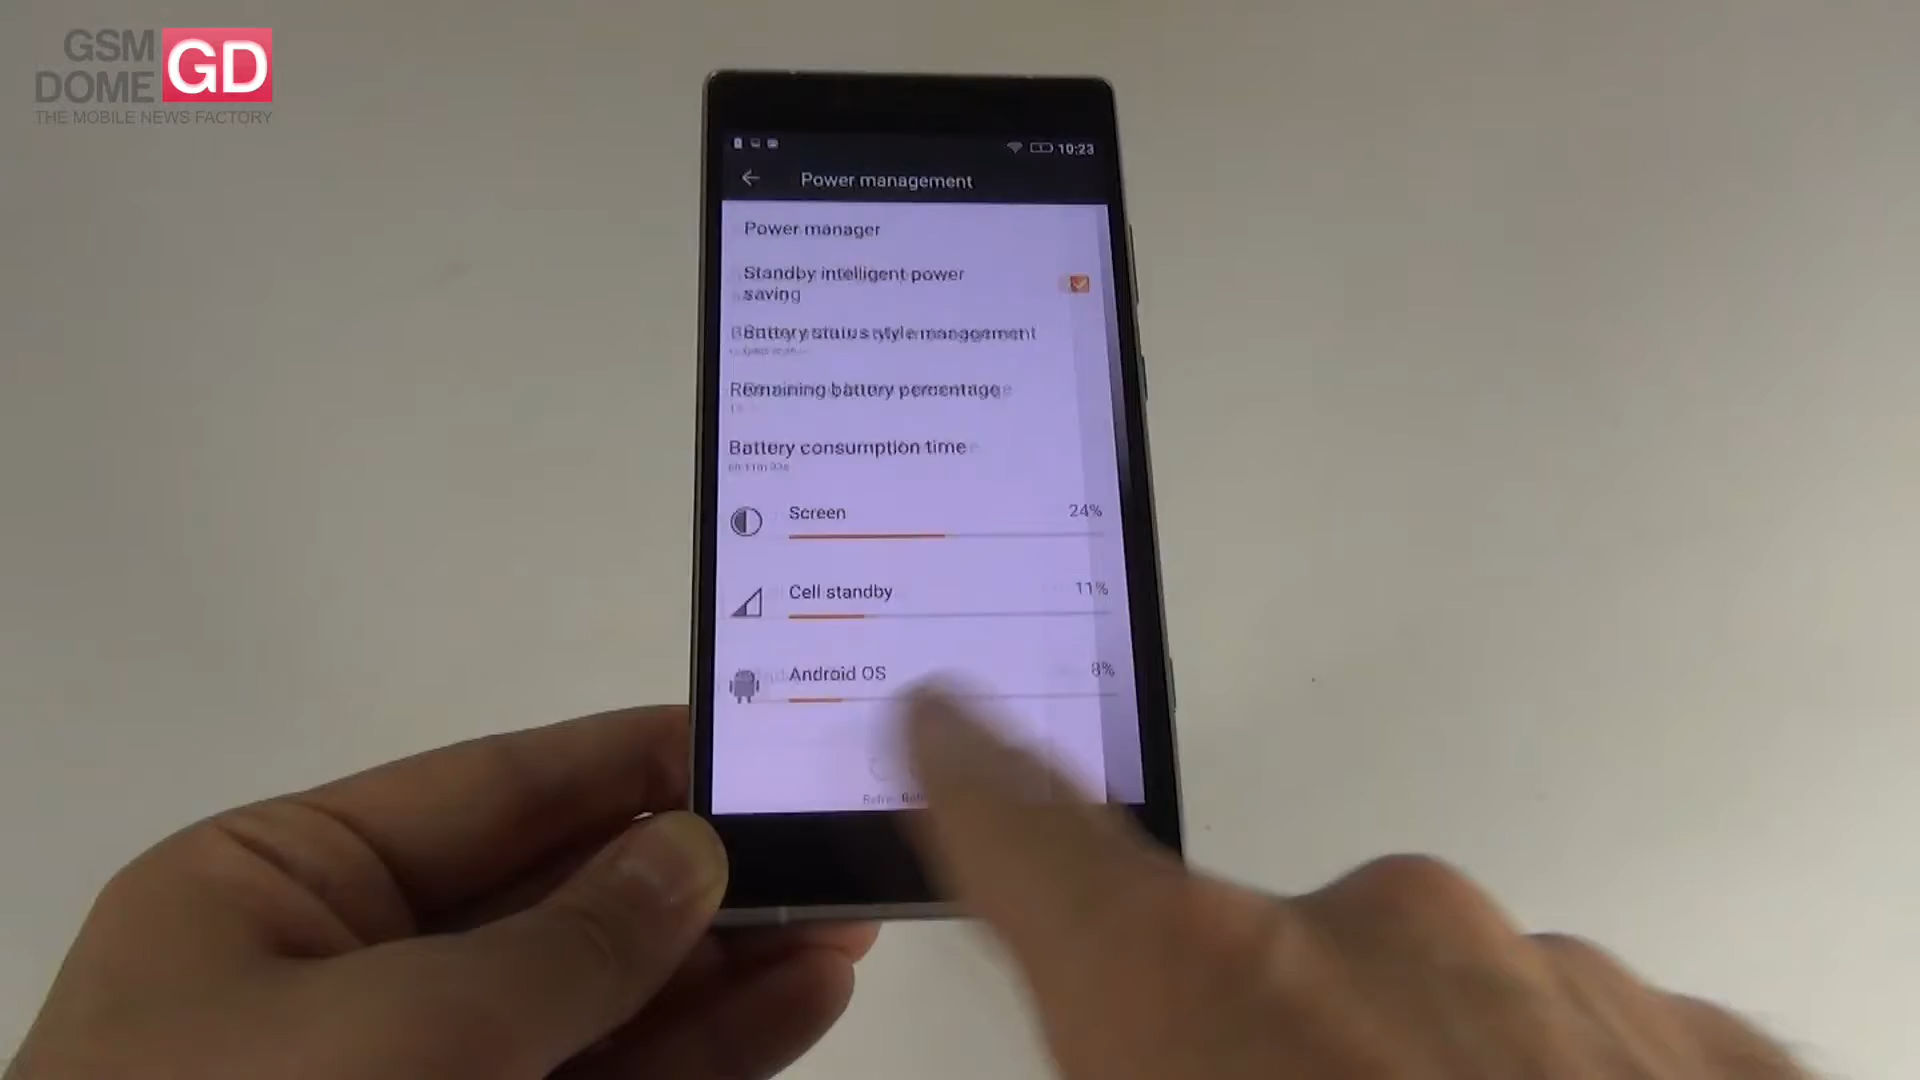 GSM
DOME GD
THE MOBILE NEWS FACTORY
10:23
Power management
Power manager
Standby intelligent power
saving
Battery status style management
Remaining battery percentage
Battery consumption time
Screen 24%
Cell standby 11%
Android OS 8%